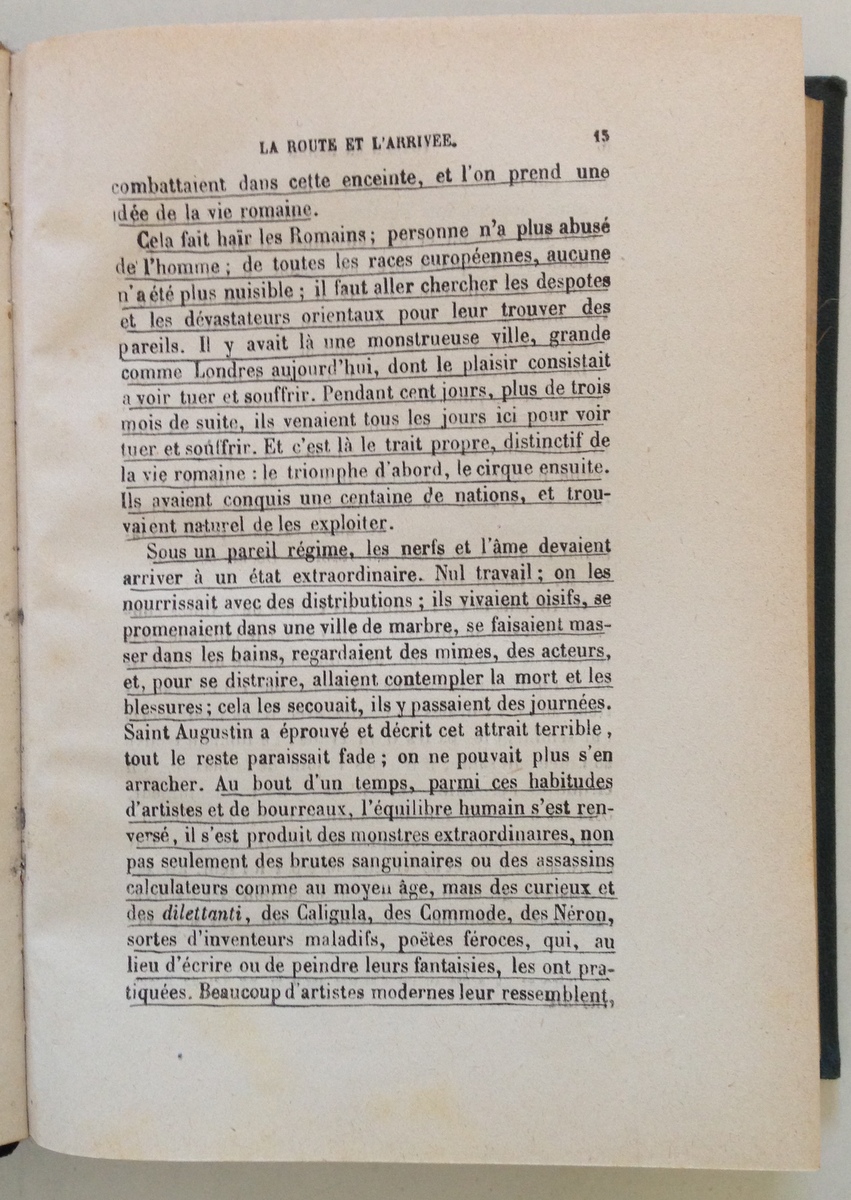 LA ROUTE ET L'ARRIVEE. 15
combattaient dans cette enceinte, et l'on prend une
idée de la vie romaine.
Cela fait haïr les Romains ; personne n'a plus abusé
de l'homme ; de toutes les races européennes, aucune
n'a été plus nuisible ; il faut aller chercher les despotes
et les dévastateurs orientaux pour leur trouver des
pareils. Il y avait là une monstrueuse ville, grande
comme Londres aujourd'hui, dont le plaisir consistait
a voir tuer et souffrir. Pendant cent jours, plus de trois
mois de suite, ils venaient tous les jours ici pour voir
tuer et souffrir. Et c'est là le trait propre, distinctif de
la vie romaine : le triomphe d'abord, le cirque ensuite.
Ils avaient conquis une centaine de nations, et trou-
vaient naturel de les exploiter.
Sous un pareil régime, les nerfs et l'âme devaient
arriver à un état extraordinaire. Nul travail ; on les
nourrissait avec des distributions ; ils vivaient oisifs, se
promenaient dans une ville de marbre, se faisaient mas-
ser dans les bains, regardaient des mimes, des acteurs,
et, pour se distraire, allaient contempler la mort et les
blessures ; cela les secouait, ils y passaient des journées.
Saint Augustin a éprouvé et décrit cet attrait terrible,
tout le reste paraissait fade ; on ne pouvait plus s'en
arracher. Au bout d'un temps, parmi ces habitudes
d'artistes et de bourreaux, l'équilibre humain s'est ren-
versé, il s'est produit des monstres extraordinaires, non
pas seulement des brutes sanguinaires ou des assassins
calculateurs comme au moyen âge, mais des curieux et
des dilettanti, des Caligula, des Commode, des Néron,
sortes d'inventeurs maladifs, poëtes féroces, qui, au
lieu d'écrire ou de peindre leurs fantaisies, les ont pra-
tiquées. Beaucoup d'artistes modernes leur ressemblent,